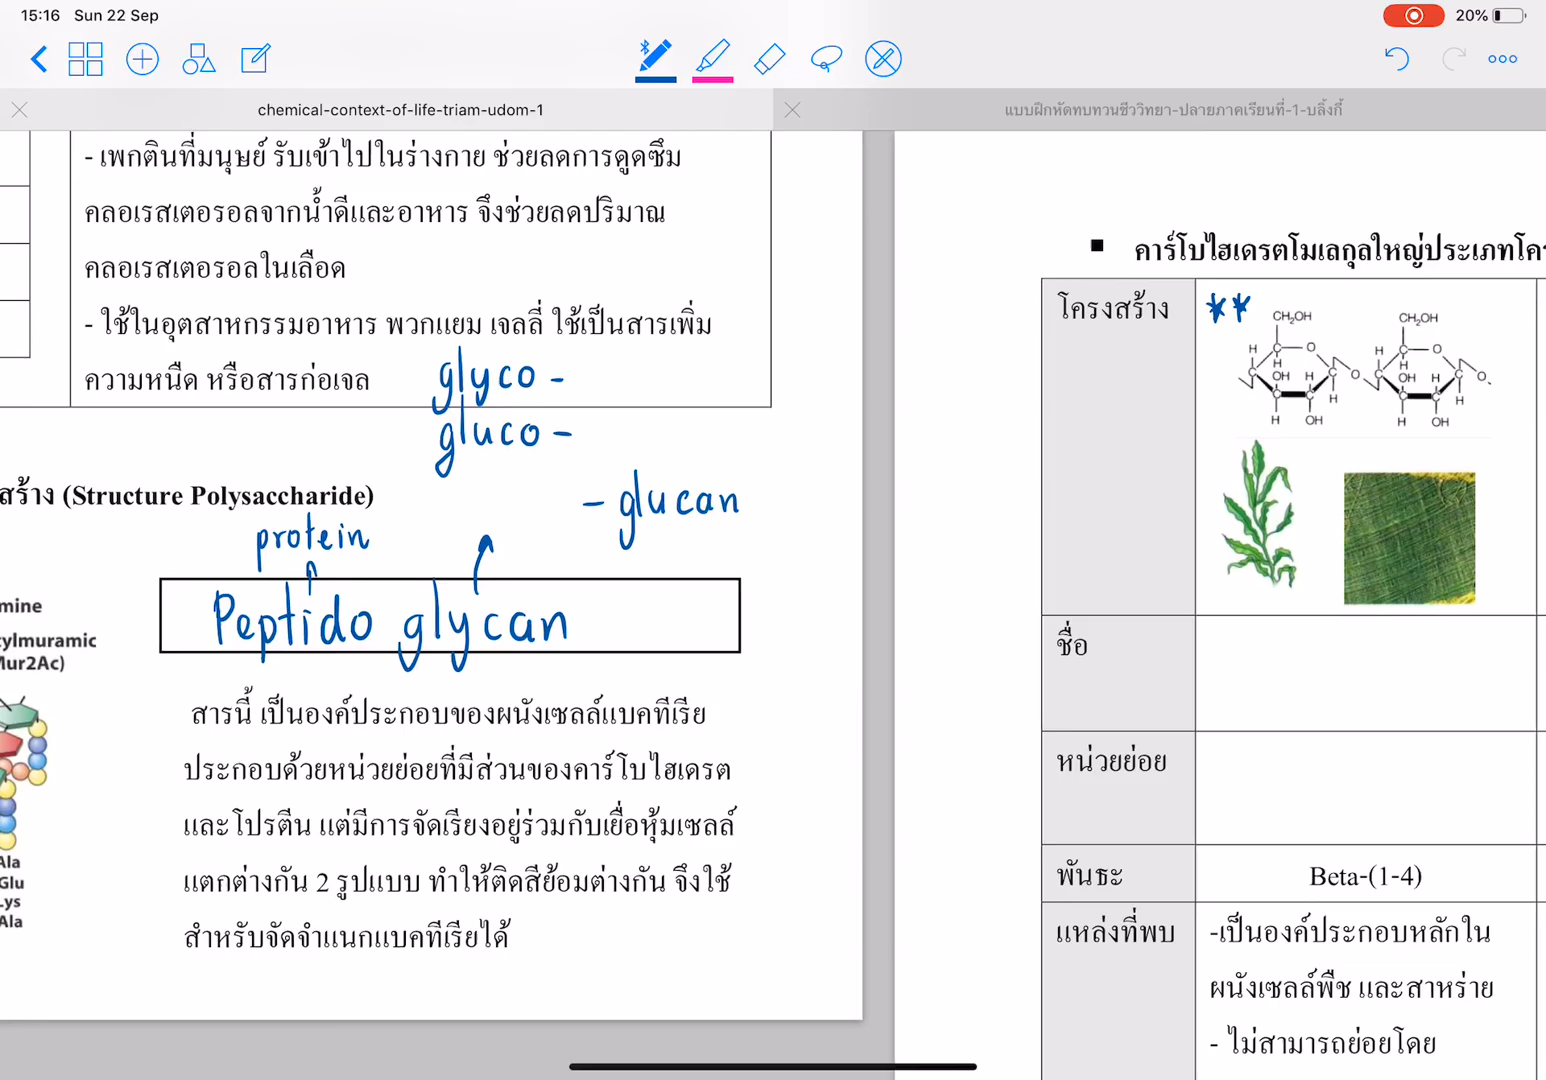 15:16 Sun 22 Sep
20%
chemical-context-of-life-triam-udom-1
แบบฝึกหัดทบทวนชีววิทยา-ปลายภาคเรียนที่-1-บลิ้งกี้
- เพกตินที่มนุษย์ รับเข้าไปในร่างกาย ช่วยลดการดูดซึม
คลอเรสเตอรอลจากน้ำดีและอาหาร จึงช่วยลดปริมาณ
คลอเรสเตอรอลในเลือด
- ใช้ในอุตสาหกรรมอาหาร พวกแยม เจลลี่ ใช้เป็นสารเพิ่ม
ความหนืด หรือสารก่อเจล
glyco -
gluco -
- glucan
สร้าง (Structure Polysaccharide)
protein
Peptido glycan
mine
cylmuramic
Mur2Ac)
Ala
Glu
Lys
Ala
สารนี้ เป็นองค์ประกอบของผนังเซลล์แบคทีเรีย
ประกอบด้วยหน่วยย่อยที่มีส่วนของคาร์โบไฮเดรต
และโปรตีน แต่มีการจัดเรียงอยู่ร่วมกับเยื่อหุ้มเซลล์
แตกต่างกัน 2 รูปแบบ ทำให้ติดสีย้อมต่างกัน จึงใช้
สำหรับจัดจำแนกแบคทีเรียได้
▪ คาร์โบไฮเดรตโมเลกุลใหญ่ประเภทโคร
โครงสร้าง
CH₂OH CH₂OH
H C O H C O
H H
C OH H C O C OH H C O
C C H C C H
H OH H OH
ชื่อ
หน่วยย่อย
พันธะ Beta-(1-4)
แหล่งที่พบ -เป็นองค์ประกอบหลักใน
ผนังเซลล์พืช และสาหร่าย
- ไม่สามารถย่อยโดย